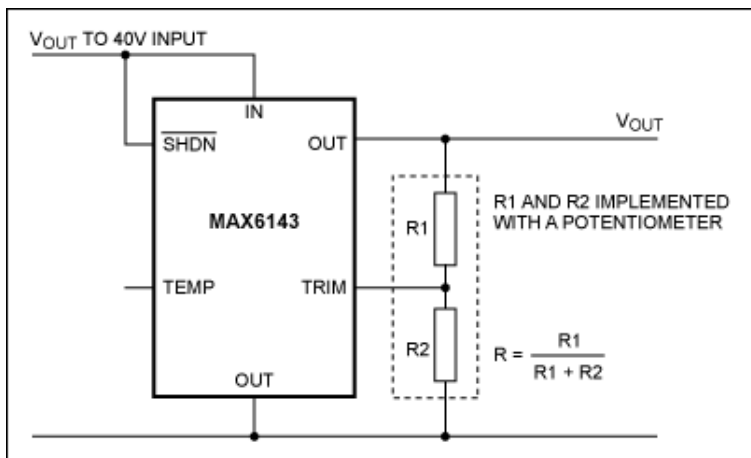 VOUT TO 40V INPUT
IN
SHDN
OUT
VOUT
MAX6143
R1
R1 AND R2 IMPLEMENTED
WITH A POTENTIOMETER
TEMP
TRIM
R2
R = R1 / R1 + R2
OUT